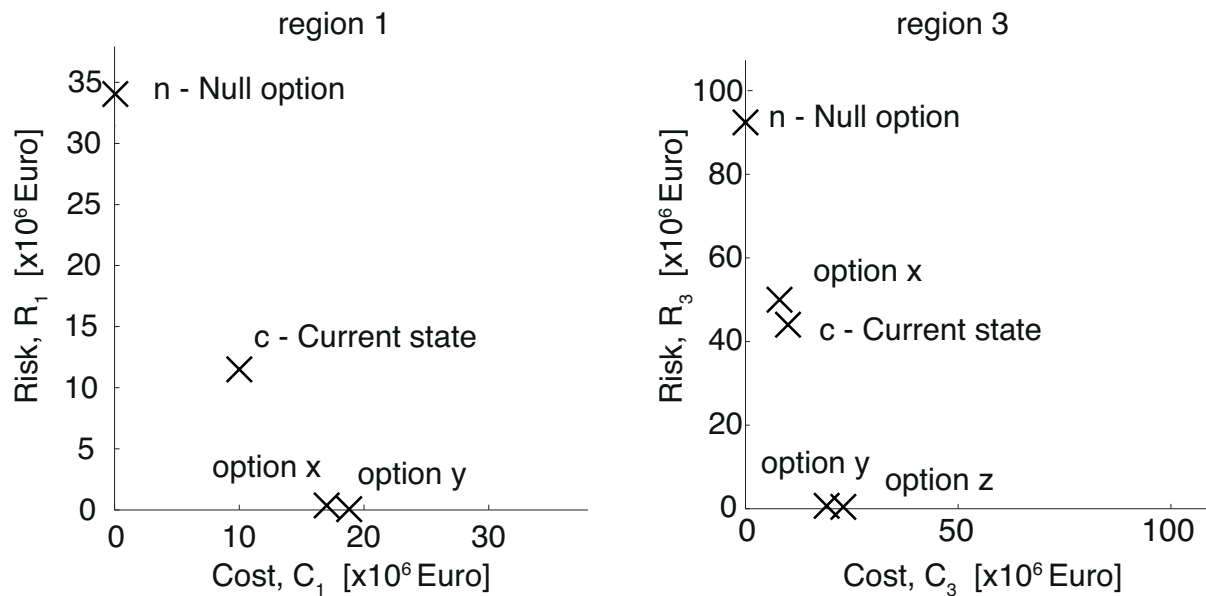 region 1
35
n - Null option
30
25
20
15
10
5
0
Risk, R₁ [x10⁶ Euro]
c - Current state
option x
option y
0
10
20
30
Cost, C₁ [x10⁶ Euro]
region 3
100
n - Null option
80
60
40
20
0
Risk, R₃ [x10⁶ Euro]
option x
c - Current state
option y
option z
0
50
100
Cost, C₃ [x10⁶ Euro]